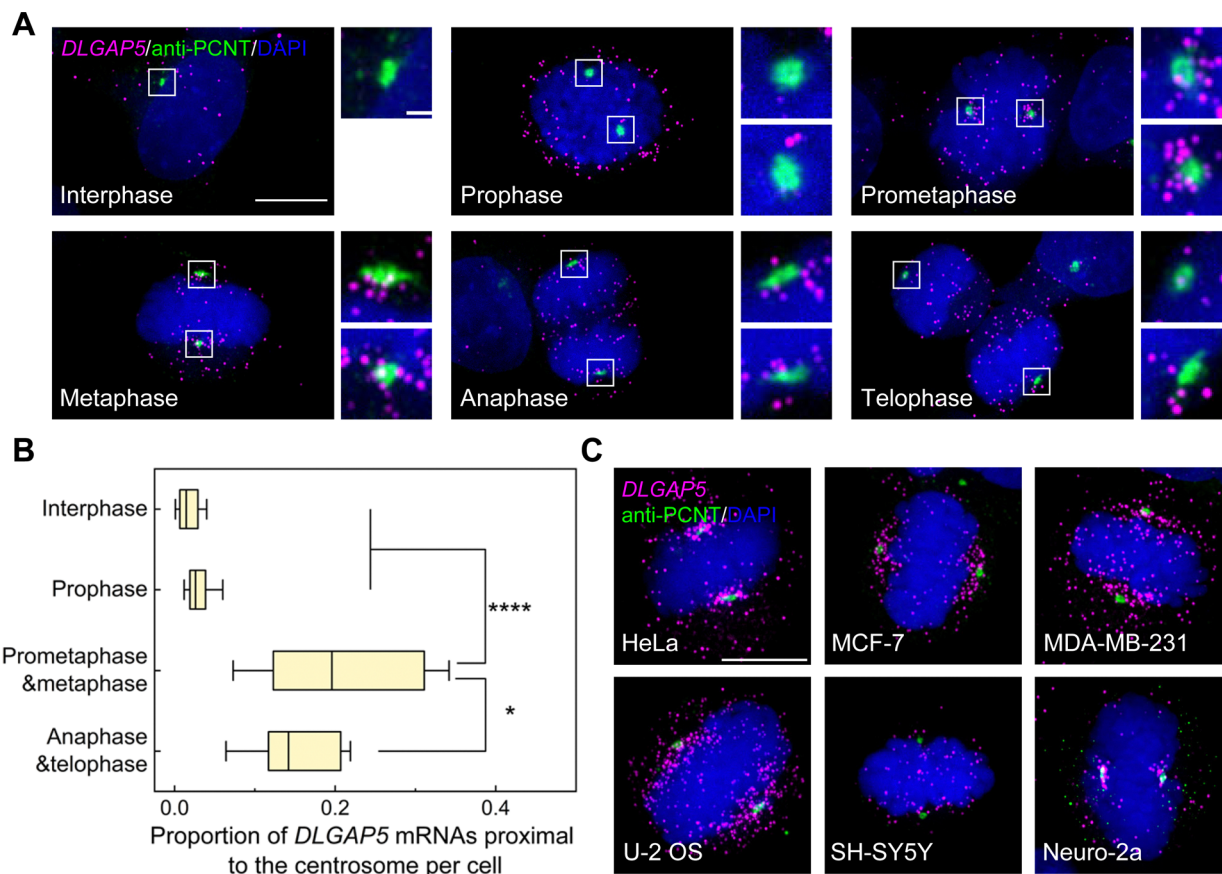 A
DLGAP5/anti-PCNT/DAPI
Interphase
Prophase
Prometaphase
Metaphase
Anaphase
Telophase
B
Interphase
Prophase
Prometaphase
&metaphase
Anaphase
&telophase
****
*
0.0
0.2
0.4
Proportion of DLGAP5 mRNAs proximal
to the centrosome per cell
C
DLGAP5
anti-PCNT/DAPI
HeLa
MCF-7
MDA-MB-231
U-2 OS
SH-SY5Y
Neuro-2a